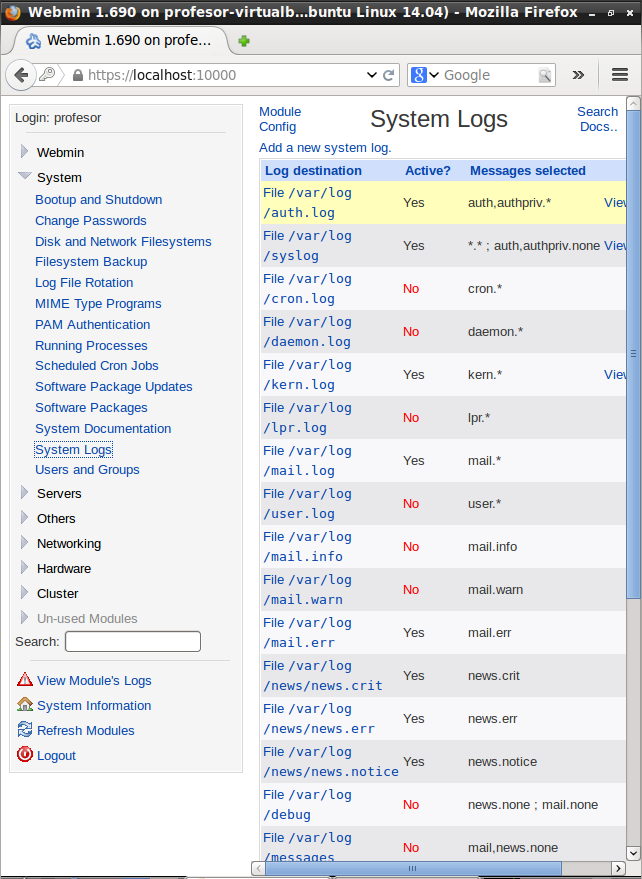 Webmin 1.690 on profesor-virtualb...buntu Linux 14.04) - Mozilla Firefox
Webmin 1.690 on profe...
https://localhost:10000
8 Google
Login: profesor
Webmin
System
Bootup and Shutdown
Change Passwords
Disk and Network Filesystems
Filesystem Backup
Log File Rotation
MIME Type Programs
PAM Authentication
Running Processes
Scheduled Cron Jobs
Software Package Updates
Software Packages
System Documentation
System Logs
Users and Groups
Servers
Others
Networking
Hardware
Cluster
Un-used Modules
Search:
View Module's Logs
System Information
Refresh Modules
Logout
Module
Config
System Logs
Search
Docs..
Add a new system log.
Log destination Active? Messages selected
File /var/log
/auth.log Yes auth,authpriv.* View
File /var/log
/syslog Yes *.* ; auth,authpriv.none View
File /var/log
/cron.log No cron.*
File /var/log
/daemon.log No daemon.*
File /var/log
/kern.log Yes kern.* View
File /var/log
/lpr.log No lpr.*
File /var/log
/mail.log Yes mail.*
File /var/log
/user.log No user.*
File /var/log
/mail.info No mail.info
File /var/log
/mail.warn No mail.warn
File /var/log
/mail.err Yes mail.err
File /var/log
/news/news.crit Yes news.crit
File /var/log
/news/news.err Yes news.err
File /var/log
/news/news.notice Yes news.notice
File /var/log
/debug No news.none ; mail.none
File /var/log
/messages No mail,news.none